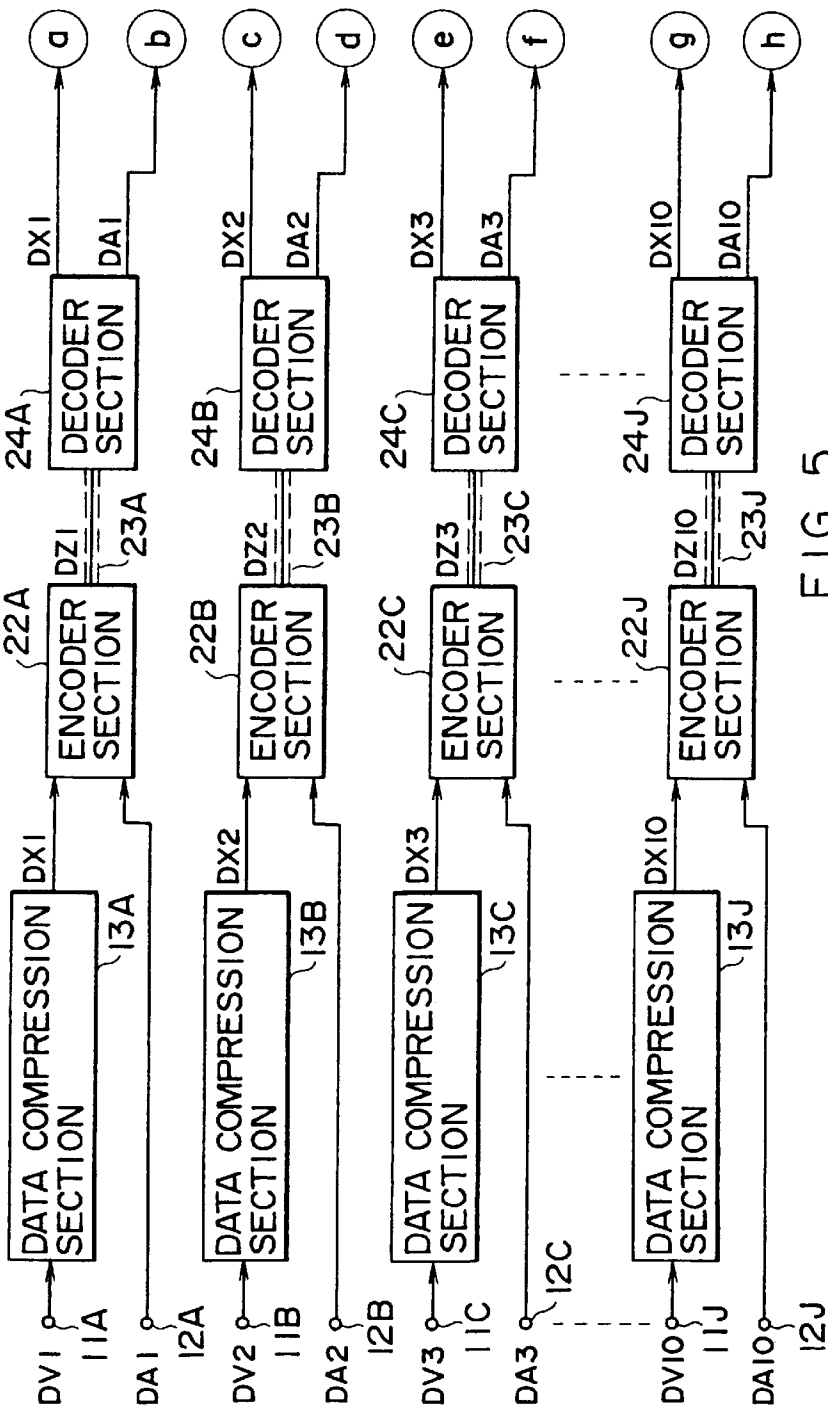 DV1
11A
DATA COMPRESSION
SECTION
13A
DX1
22A
ENCODER
SECTION
DZ1
23A
24A
DECODER
SECTION
DX1
a
DA1
12A
DA1
b
DV2
11B
DATA COMPRESSION
SECTION
13B
DX2
22B
ENCODER
SECTION
DZ2
23B
24B
DECODER
SECTION
DX2
c
DA2
12B
DA2
d
DV3
11C
DATA COMPRESSION
SECTION
13C
DX3
22C
ENCODER
SECTION
DZ3
23C
24C
DECODER
SECTION
DX3
e
DA3
12C
DA3
f
DV10
11J
DATA COMPRESSION
SECTION
13J
DX10
22J
ENCODER
SECTION
DZ10
23J
24J
DECODER
SECTION
DX10
g
DA10
12J
DA10
h
FIG. 5